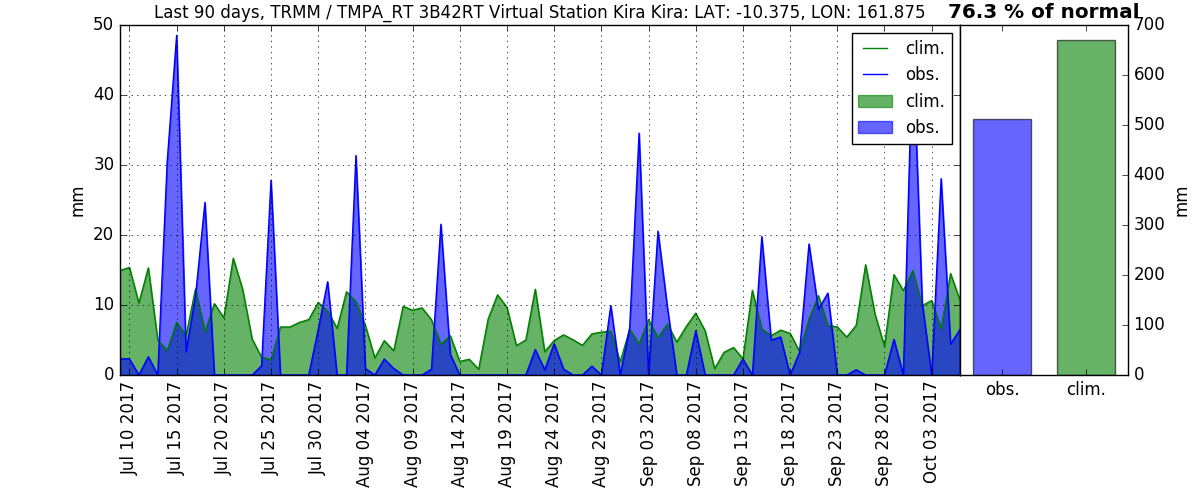 Last 90 days, TRMM / TMPA_RT 3B42RT Virtual Station Kira Kira: LAT: -10.375, LON: 161.875
76.3 % of normal
50
40
30
20
10
0
mm
clim.
obs.
clim.
obs.
700
600
500
400
300
200
100
0
mm
obs.
clim.
Jul 10 2017
Jul 15 2017
Jul 20 2017
Jul 25 2017
Jul 30 2017
Aug 04 2017
Aug 09 2017
Aug 14 2017
Aug 19 2017
Aug 24 2017
Aug 29 2017
Sep 03 2017
Sep 08 2017
Sep 13 2017
Sep 18 2017
Sep 23 2017
Sep 28 2017
Oct 03 2017